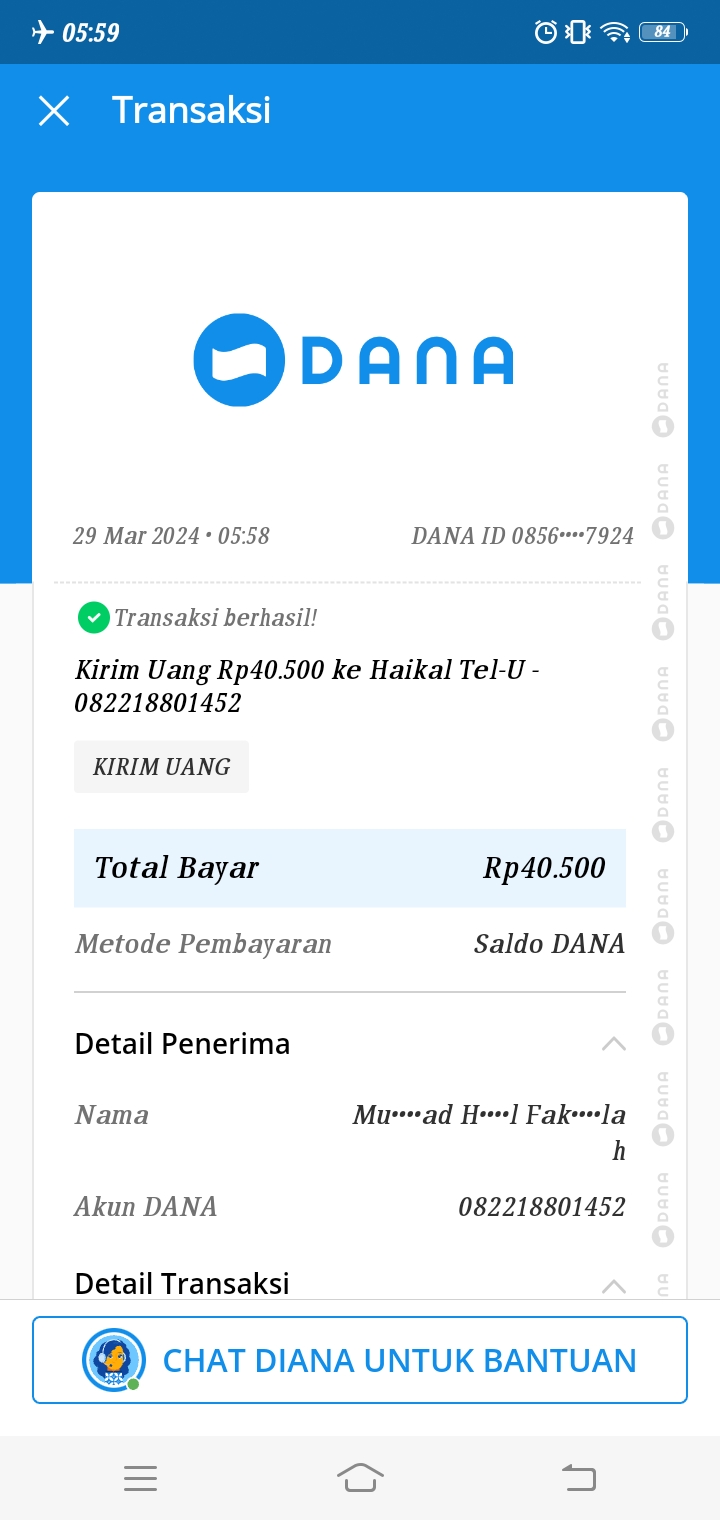 05:59
84
Transaksi
DANA
29 Mar 2024 • 05:58
DANA ID 0856••••7924
Transaksi berhasil!
Kirim Uang Rp40.500 ke Haikal Tel-U -
082218801452
KIRIM UANG
Total Bayar Rp40.500
Metode Pembayaran Saldo DANA
Detail Penerima
Nama Mu••••ad H••••l Fak••••la
h
Akun DANA 082218801452
Detail Transaksi
CHAT DIANA UNTUK BANTUAN
DANA
DANA
DANA
DANA
DANA
DANA
DANA
DANA
DANA
NA